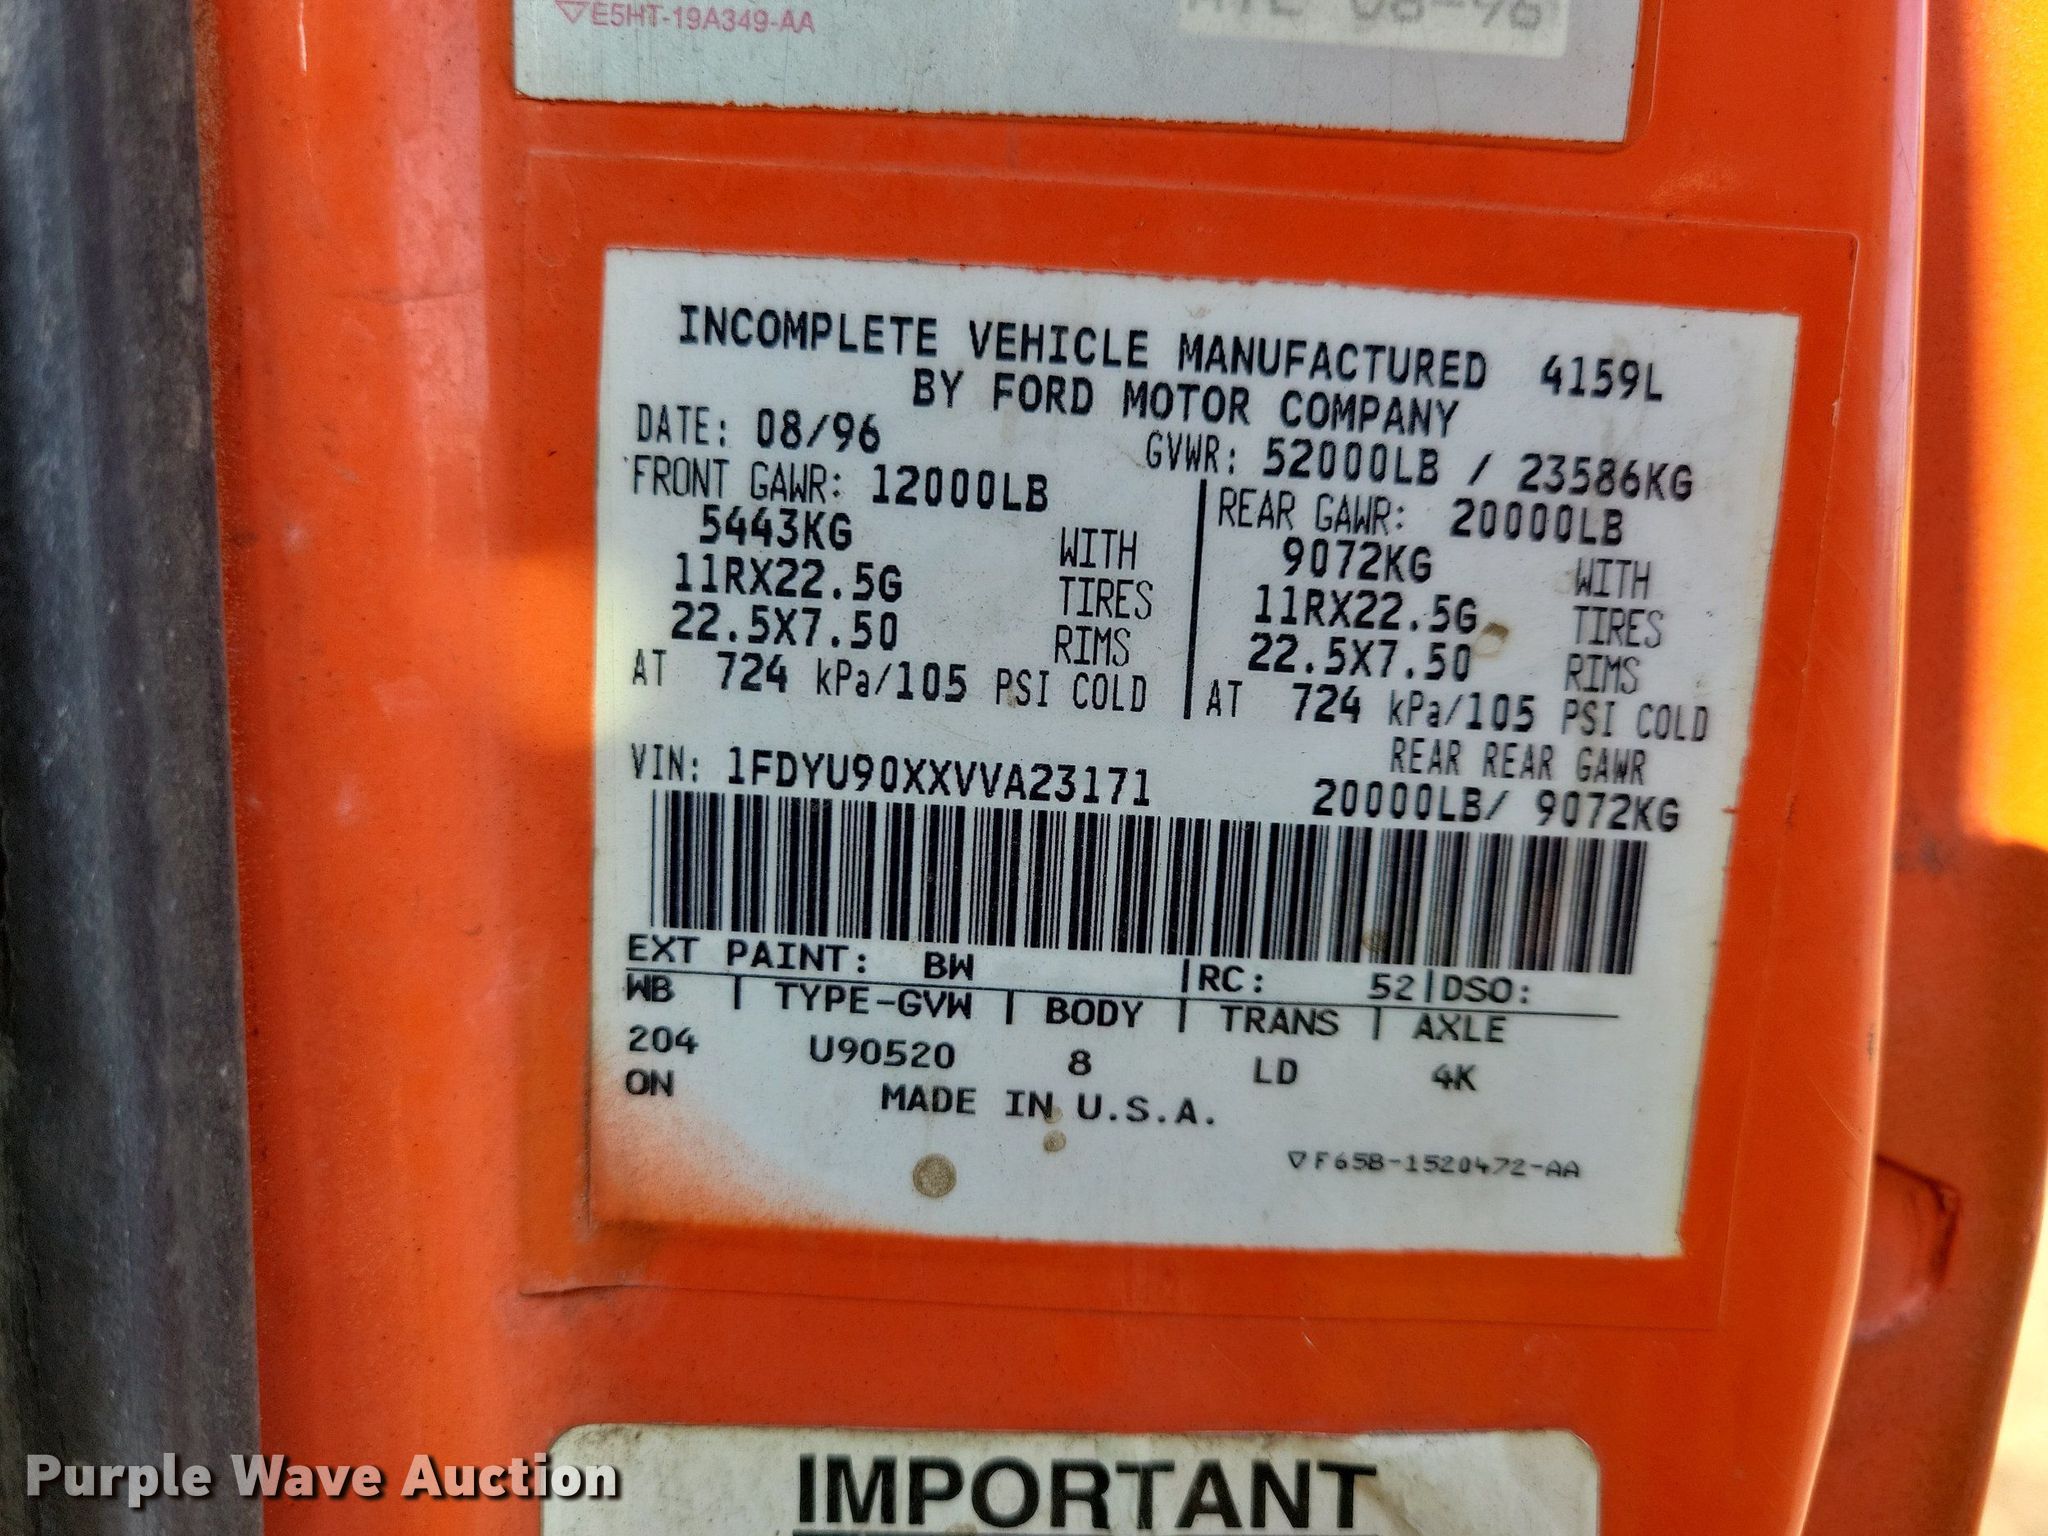 ▽E5HT-19A349-AA
08-96
INCOMPLETE VEHICLE MANUFACTURED 4159L
BY FORD MOTOR COMPANY
DATE: 08/96 GVWR: 52000LB / 23586KG
FRONT GAWR: 12000LB REAR GAWR: 20000LB
5443KG WITH 9072KG WITH
11RX22.5G TIRES 11RX22.5G TIRES
22.5X7.50 RIMS 22.5X7.50 RIMS
AT 724 kPa/105 PSI COLD AT 724 kPa/105 PSI COLD
VIN: 1FDYU90XXVVA23171 REAR REAR GAWR
20000LB/ 9072KG
EXT PAINT: BW |RC: 52|DSO:
WB | TYPE-GVW | BODY | TRANS | AXLE
204 U90520 8 LD 4K
ON MADE IN U.S.A.
▽F65B-1520472-AA
IMPORTANT
Purple Wave Auction